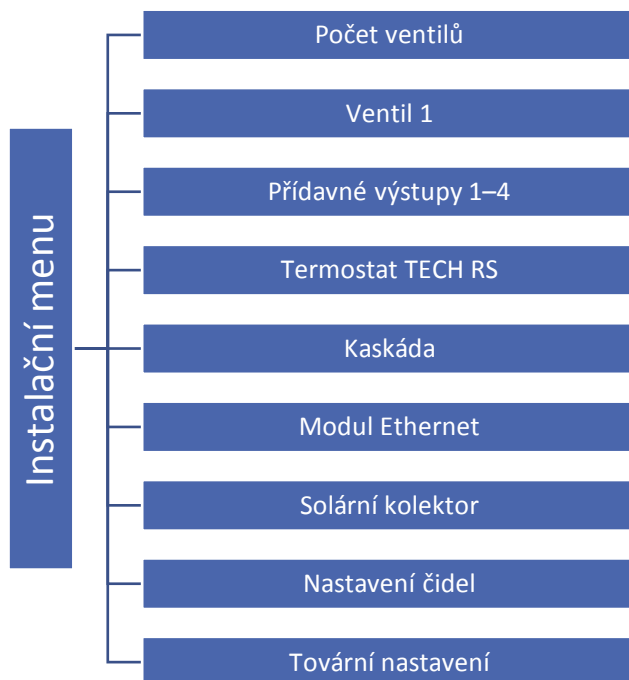 Instalační menu
Počet ventilů
Ventil 1
Přídavné výstupy 1–4
Termostat TECH RS
Kaskáda
Modul Ethernet
Solární kolektor
Nastavení čidel
Tovární nastavení